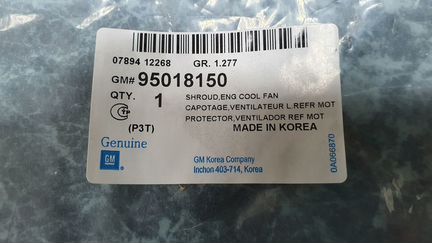 07894 12268 GR. 1.277
GM# 95018150
QTY. 1
SHROUD,ENG COOL FAN
CAPOTAGE,VENTILATEUR L.REFR MOT
PROTECTOR,VENTILADOR REF MOT
(P3T)
MADE IN KOREA
Genuine
GM
GM Korea Company
Inchon 403-714, Korea
0A066870